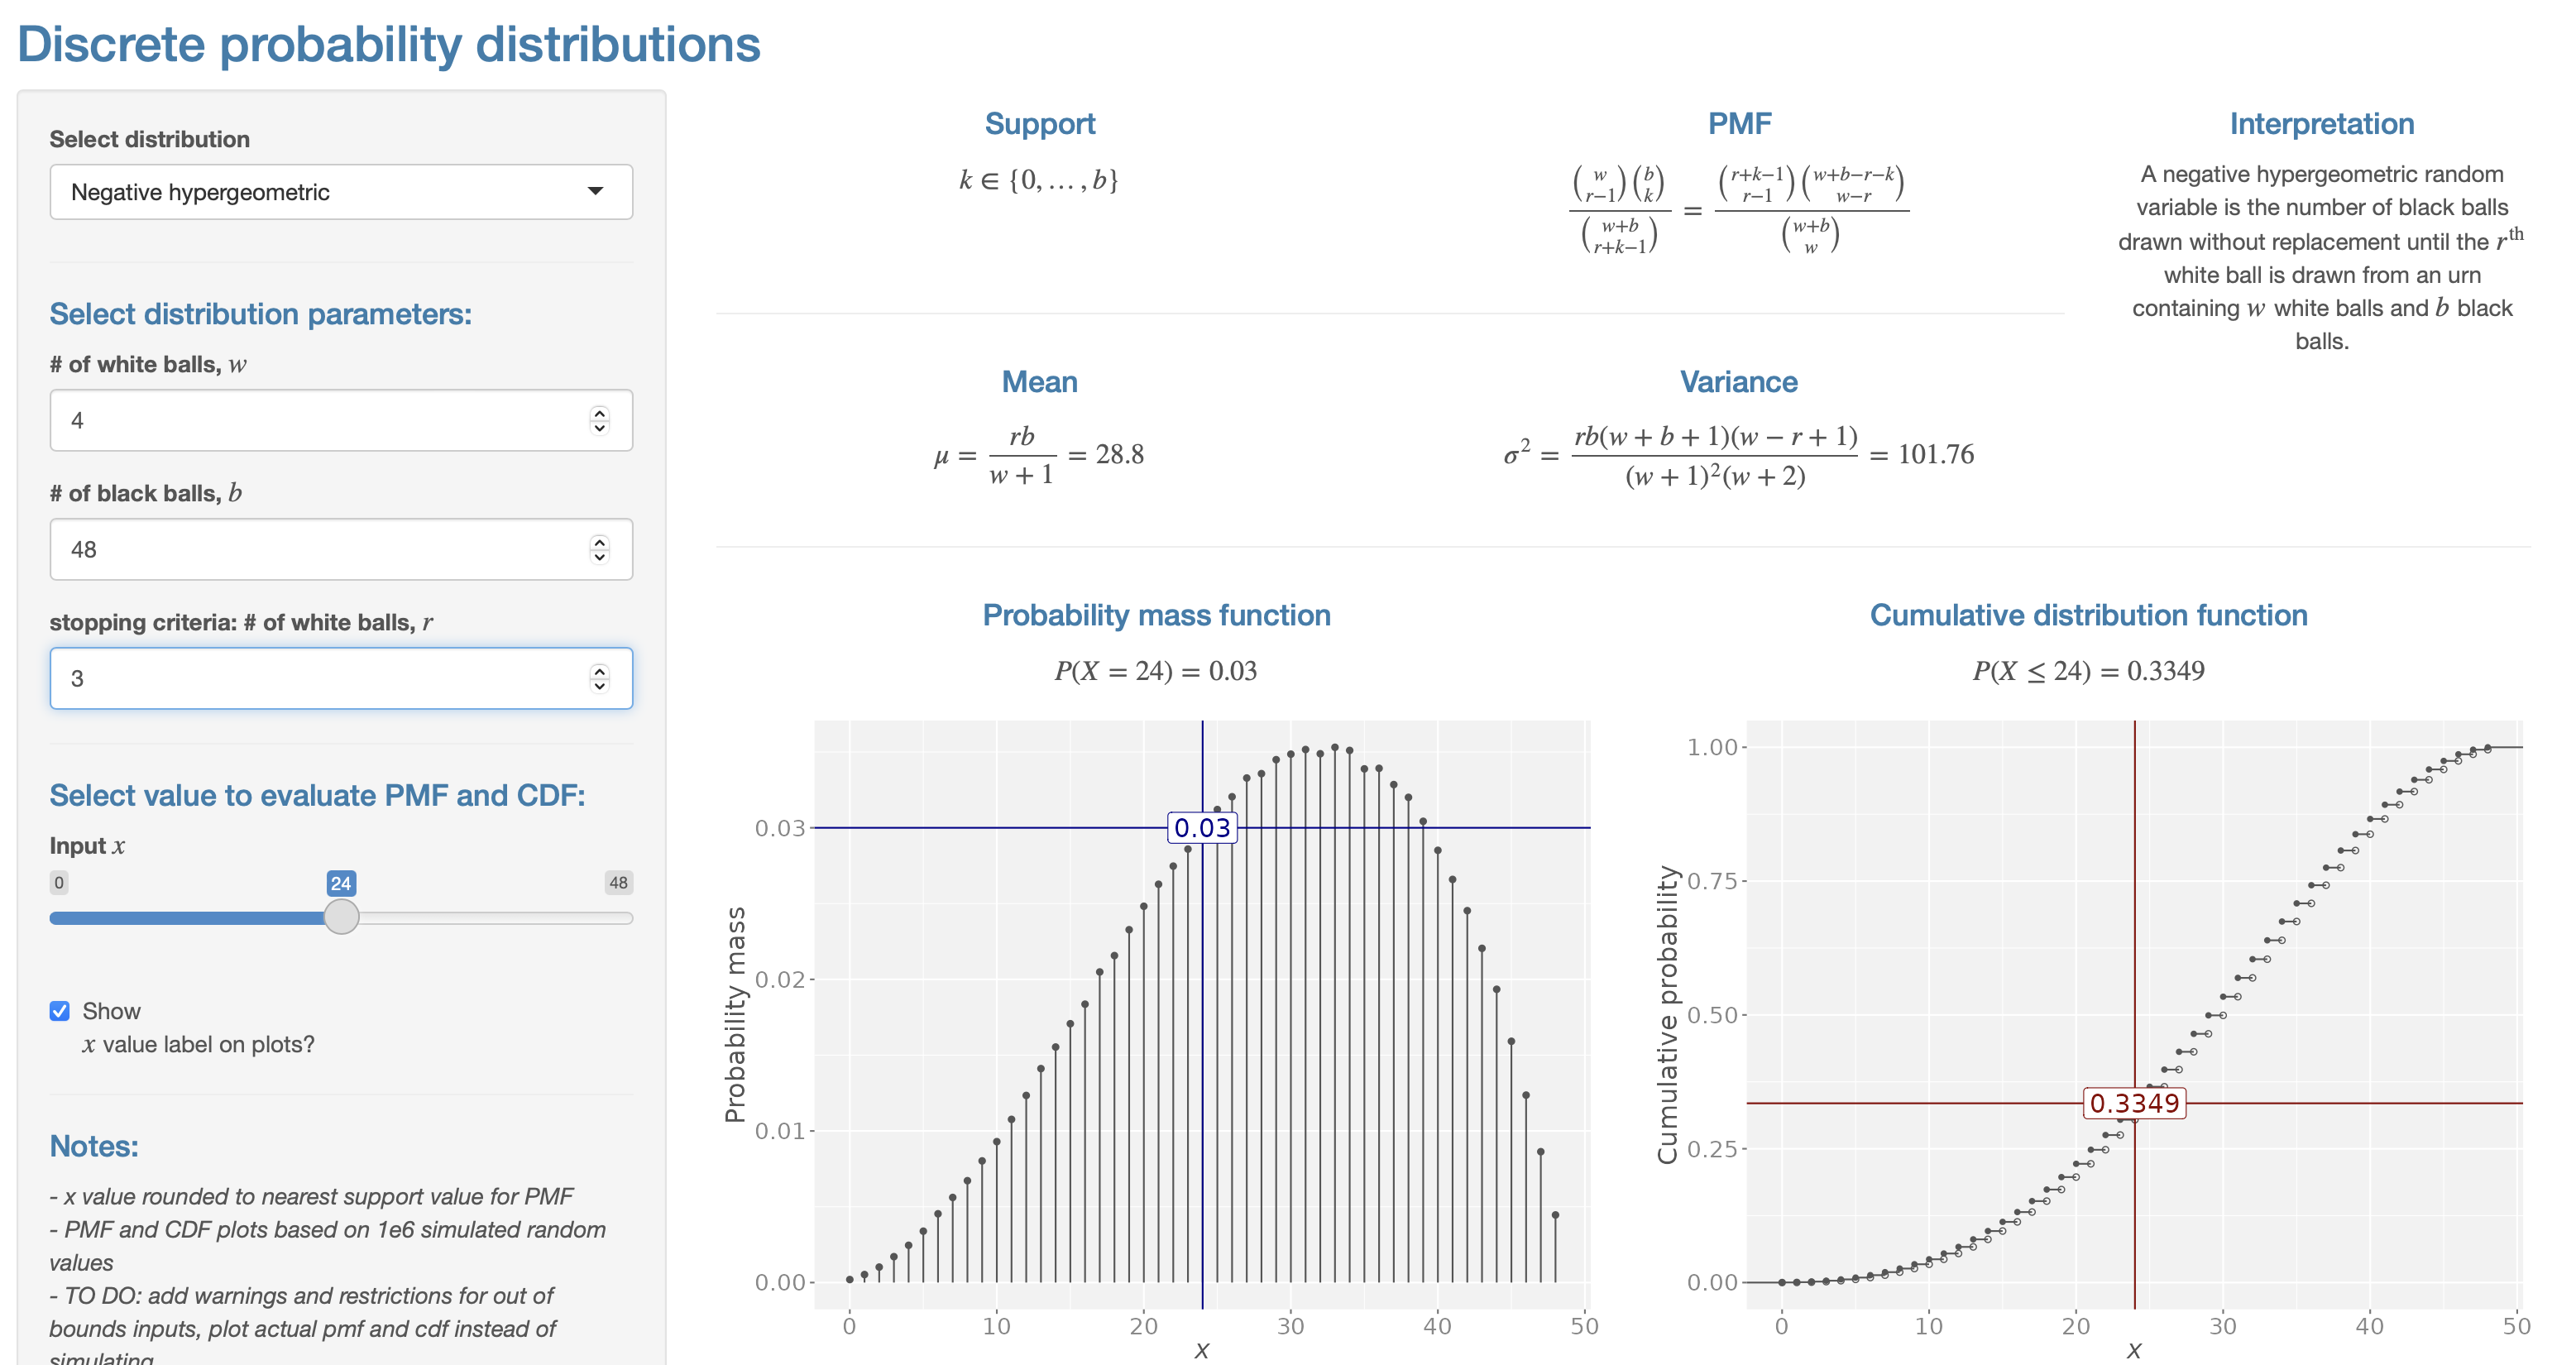 Discrete probability distributions
Select distribution
Negative hypergeometric
Select distribution parameters:
# of white balls, w
4
# of black balls, b
48
stopping criteria: # of white balls, r
3
Select value to evaluate PMF and CDF:
Input x
0 24 48
Show
x value label on plots?
Notes:
- x value rounded to nearest support value for PMF
- PMF and CDF plots based on 1e6 simulated random
values
- TO DO: add warnings and restrictions for out of
bounds inputs, plot actual pmf and cdf instead of
simulating
Support
k ∈ {0, … , b}
PMF
\frac{\binom{w}{r−1}\binom{b}{k}}{\binom{w+b}{r+k−1}} = \frac{\binom{r+k−1}{r−1}\binom{w+b−r−k}{w−r}}{\binom{w+b}{w}}
Interpretation
A negative hypergeometric random
variable is the number of black balls
drawn without replacement until the r^th
white ball is drawn from an urn
containing w white balls and b black
balls.
Mean
μ = \frac{rb}{w + 1} = 28.8
Variance
σ² = \frac{rb(w + b + 1)(w − r + 1)}{(w + 1)²(w + 2)} = 101.76
Probability mass function
P(X = 24) = 0.03
Probability mass
0.03
0.02
0.01
0.00
0.03
0 10 20 30 40 50
x
Cumulative distribution function
P(X ≤ 24) = 0.3349
Cumulative probability
1.00
0.75
0.50
0.25
0.00
0.3349
0 10 20 30 40 50
x